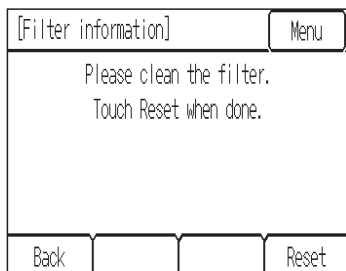 [Filter information] Menu
Please clean the filter.
Touch Reset when done.
Back Reset